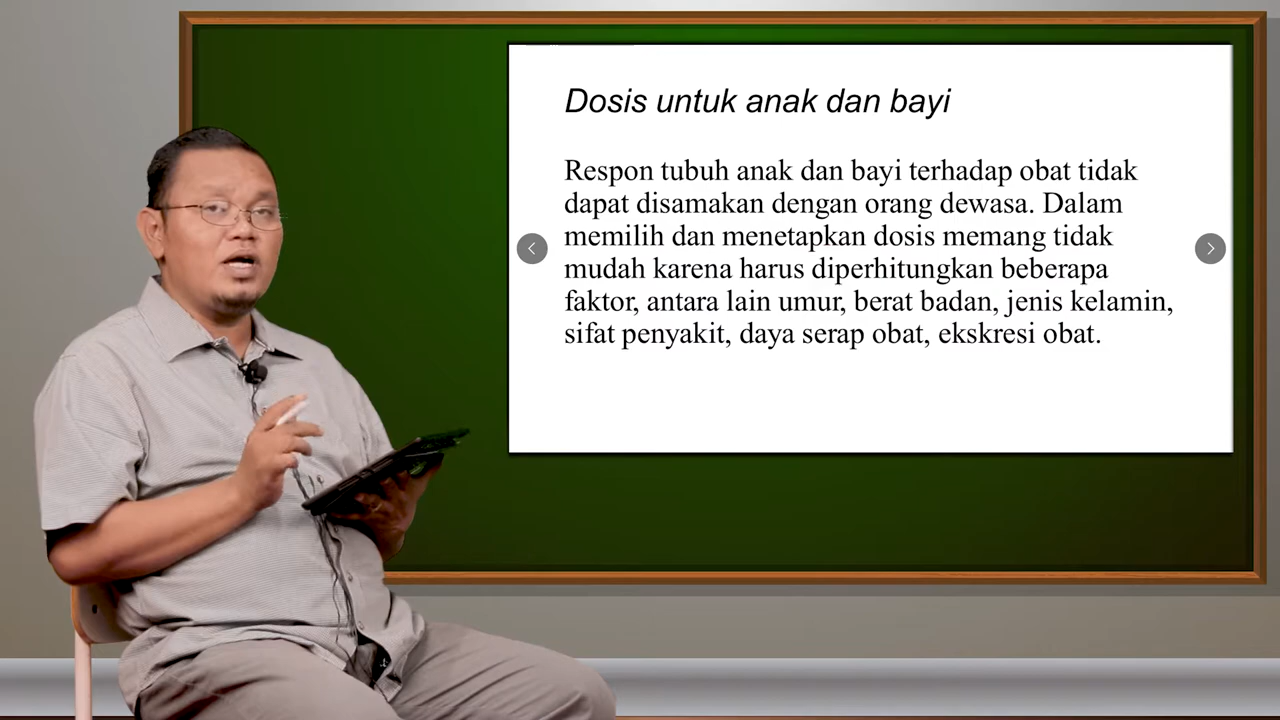 Dosis untuk anak dan bayi
Respon tubuh anak dan bayi terhadap obat tidak
dapat disamakan dengan orang dewasa. Dalam
memilih dan menetapkan dosis memang tidak
mudah karena harus diperhitungkan beberapa
faktor, antara lain umur, berat badan, jenis kelamin,
sifat penyakit, daya serap obat, ekskresi obat.